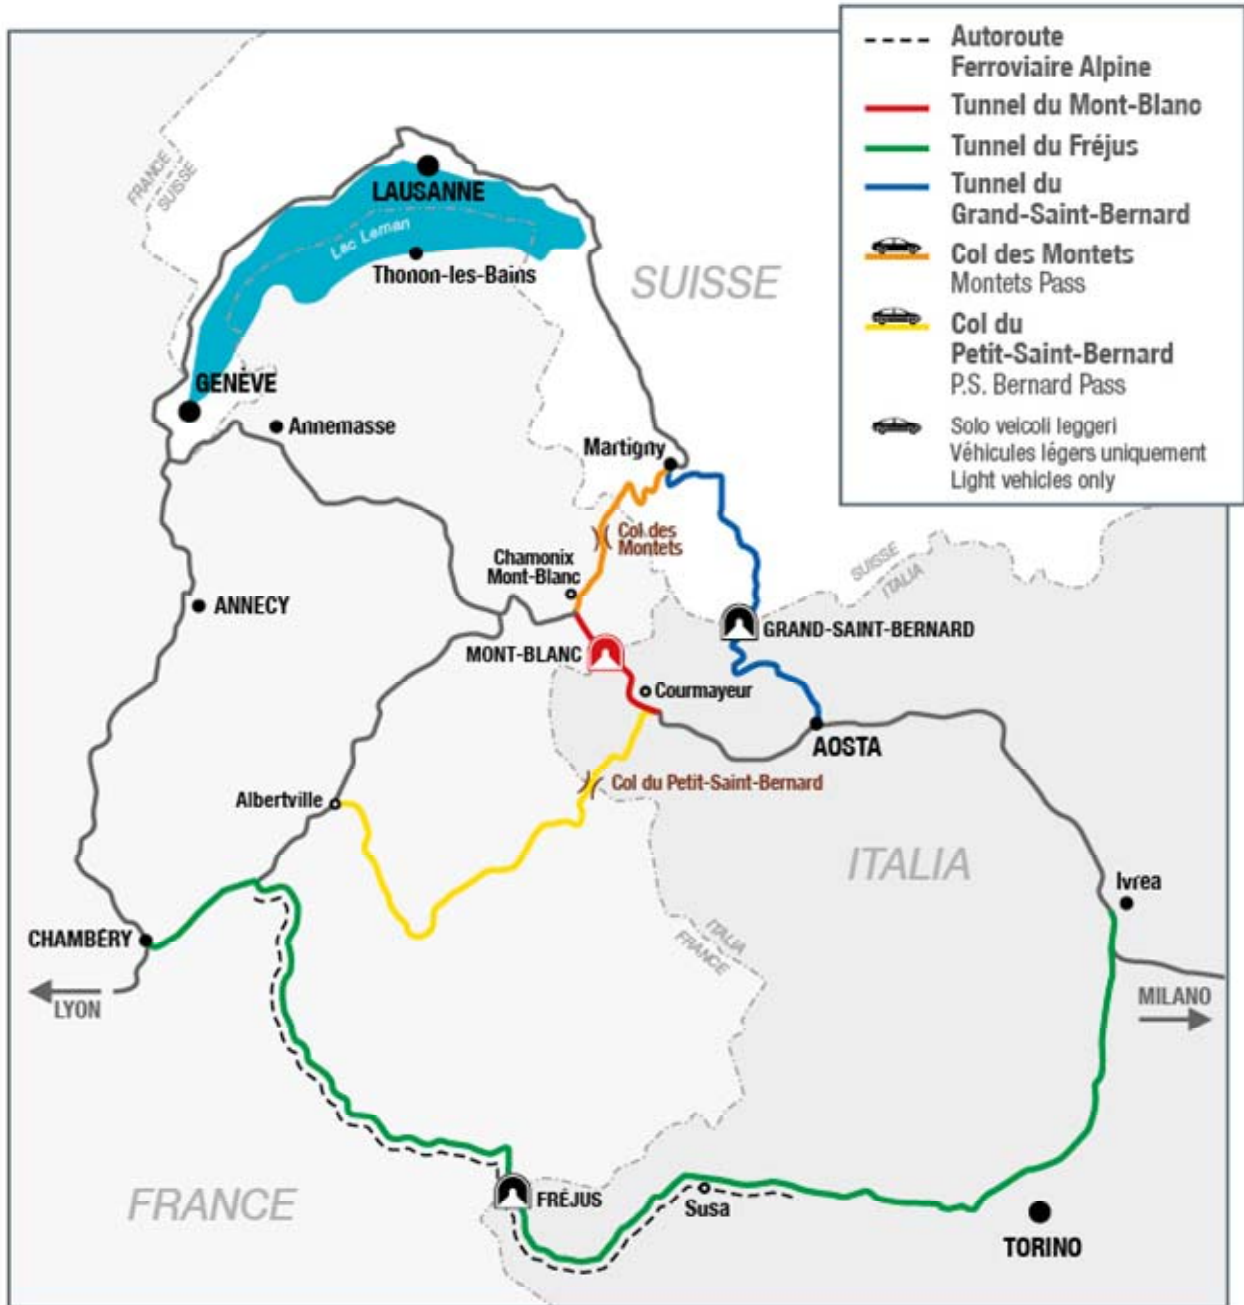 Autoroute
Ferroviaire Alpine
Tunnel du Mont-Blanc
Tunnel du Fréjus
Tunnel du
Grand-Saint-Bernard
Col des Montets
Montets Pass
Col du
Petit-Saint-Bernard
P.S. Bernard Pass
Solo veicoli leggeri
Véhicules légers uniquement
Light vehicles only
FRANCE
SUISSE
LAUSANNE
Lac Leman
Thonon-les-Bains
SUISSE
GENÈVE
Annemasse
Martigny
Col des
Montets
Chamonix
Mont-Blanc
SUISSE
ITALIA
ANNECY
GRAND-SAINT-BERNARD
MONT-BLANC
Courmayeur
AOSTA
Col du Petit-Saint-Bernard
Albertville
ITALIA
Ivrea
CHAMBÉRY
ITALIA
FRANCE
LYON
MILANO
FRANCE
FRÉJUS
Susa
TORINO